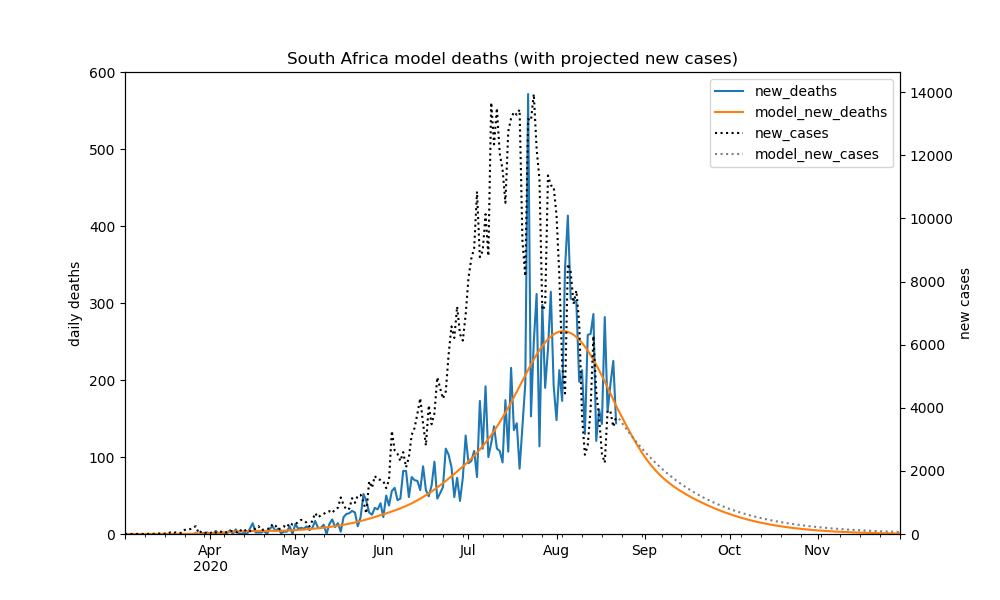 South Africa model deaths (with projected new cases)
new_deaths
model_new_deaths
new_cases
model_new_cases
daily deaths
600
500
400
300
200
100
0
14000
12000
10000
8000
6000
4000
2000
0
new cases
Apr
2020
May
Jun
Jul
Aug
Sep
Oct
Nov